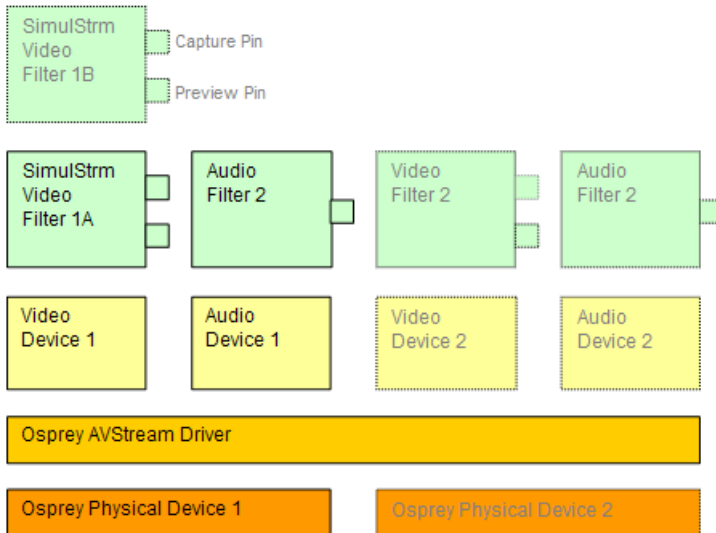 SimulStrm
Video
Filter 1B
Capture Pin
Preview Pin
SimulStrm
Video
Filter 1A
Audio
Filter 2
Video
Filter 2
Audio
Filter 2
Video
Device 1
Audio
Device 1
Video
Device 2
Audio
Device 2
Osprey AVStream Driver
Osprey Physical Device 1
Osprey Physical Device 2